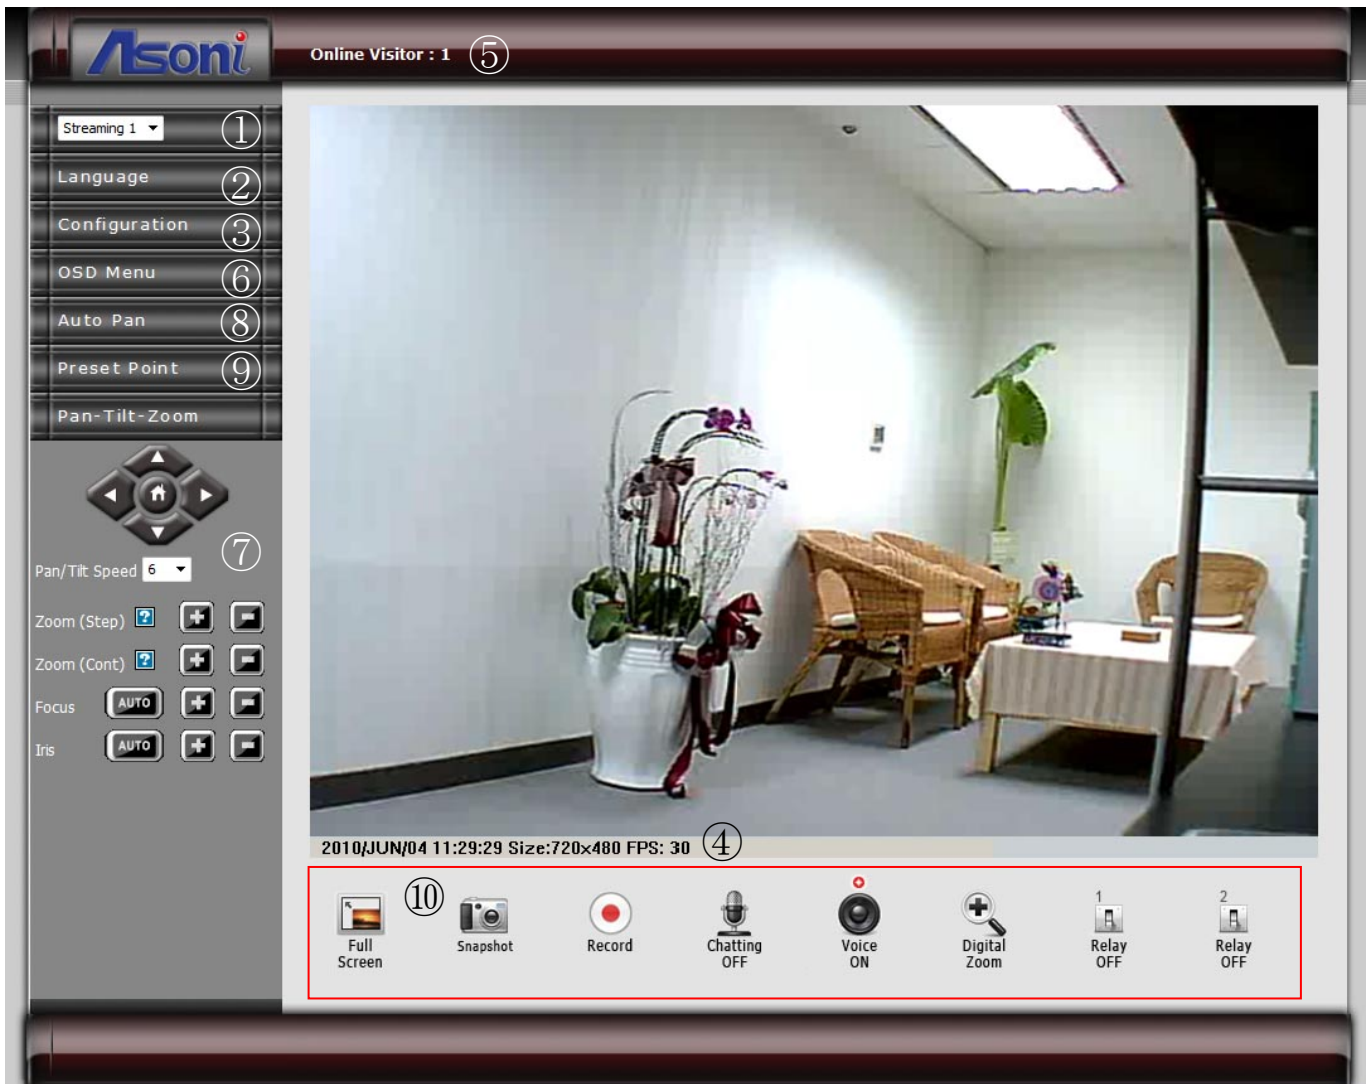 Asoni
Online Visitor : 1 ⑤
Streaming 1 ①
Language ②
Configuration ③
OSD Menu ⑥
Auto Pan ⑧
Preset Point ⑨
Pan-Tilt-Zoom
⑦
Pan/Tilt Speed 6
Zoom (Step) ?
Zoom (Cont) ?
Focus AUTO
Iris AUTO
2010/JUN/04 11:29:29 Size:720x480 FPS: 30 ④
⑩
Full Screen
Snapshot
Record
Chatting OFF
Voice ON
Digital Zoom
1 Relay OFF
2 Relay OFF